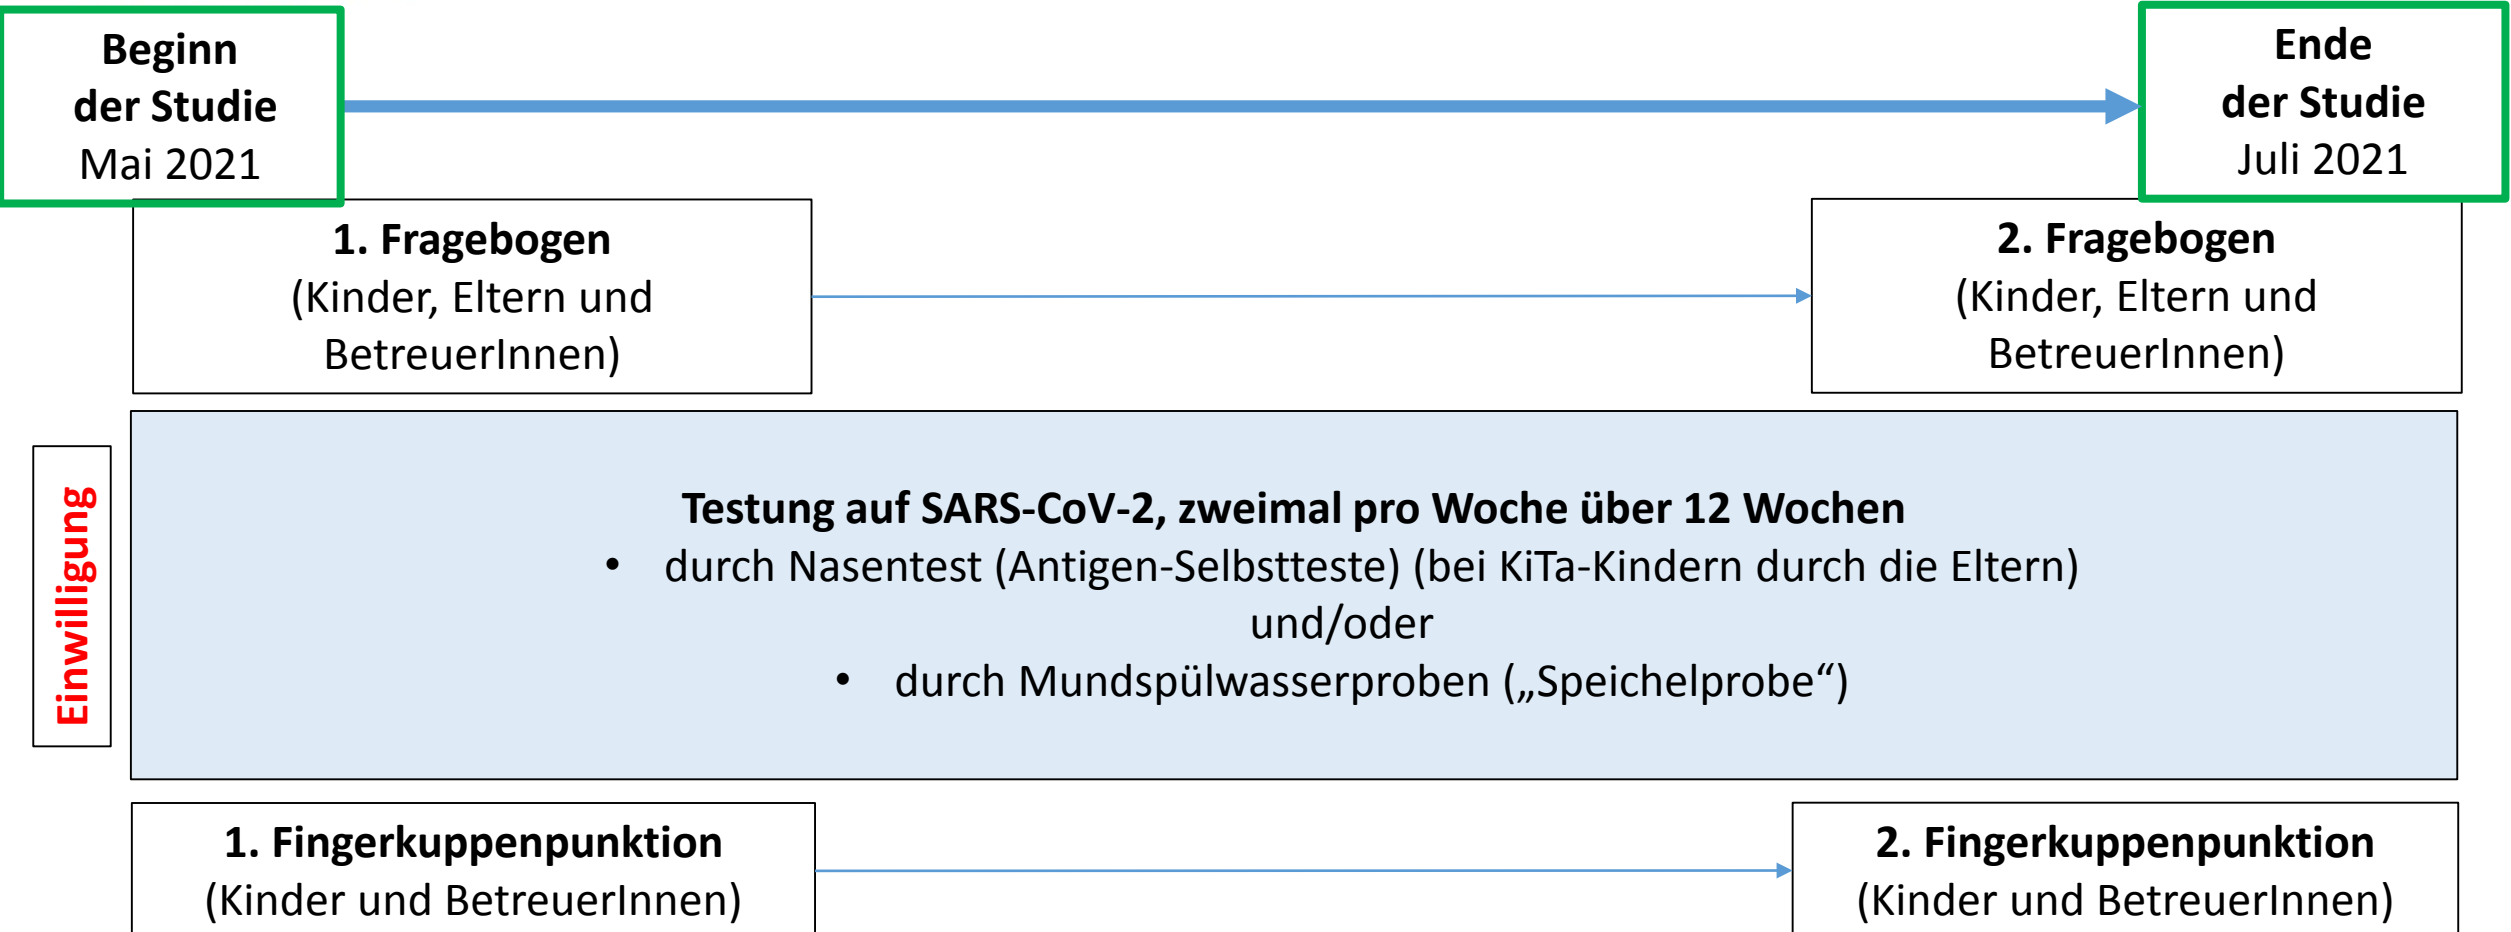 Beginn
der Studie
Mai 2021
Ende
der Studie
Juli 2021
1. Fragebogen
(Kinder, Eltern und
BetreuerInnen)
2. Fragebogen
(Kinder, Eltern und
BetreuerInnen)
Einwilligung
Testung auf SARS-CoV-2, zweimal pro Woche über 12 Wochen
• durch Nasentest (Antigen-Selbstteste) (bei KiTa-Kindern durch die Eltern)
und/oder
• durch Mundspülwasserproben („Speichelprobe“)
1. Fingerkuppenpunktion
(Kinder und BetreuerInnen)
2. Fingerkuppenpunktion
(Kinder und BetreuerInnen)